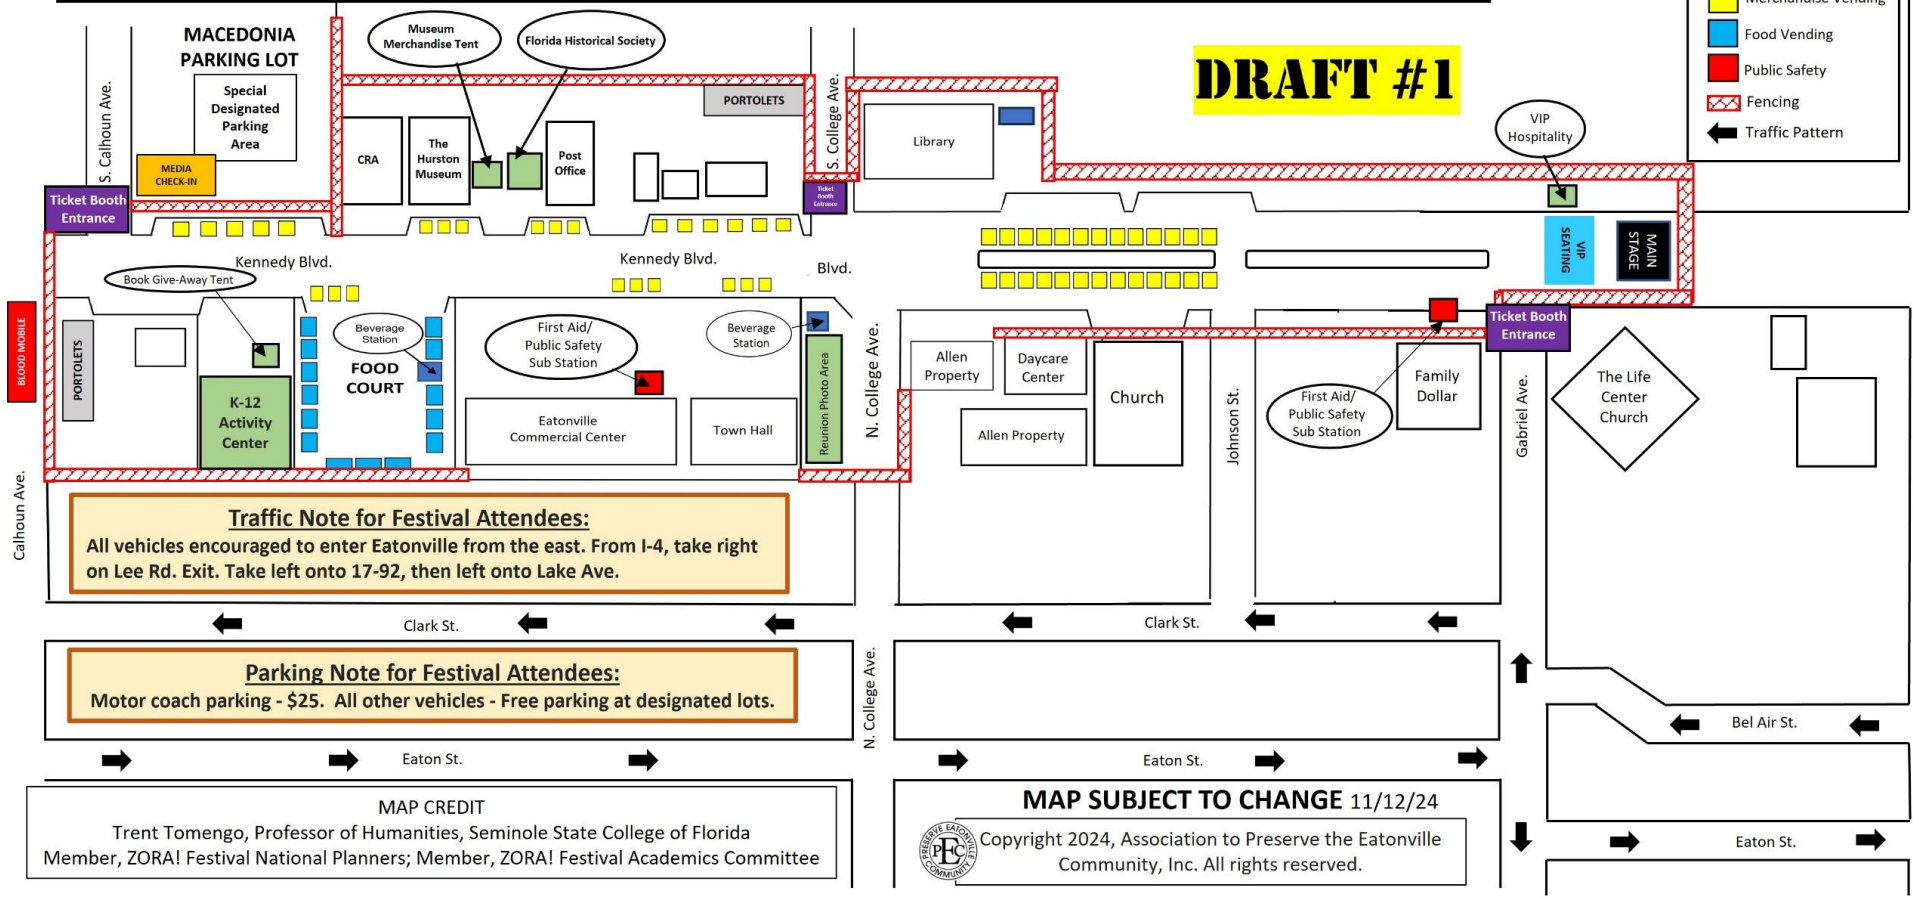 Merchandise Vending
Food Vending
Public Safety
Fencing
Traffic Pattern
DRAFT #1
MACEDONIA
PARKING LOT
Special
Designated
Parking
Area
MEDIA
CHECK-IN
S. Calhoun Ave.
Ticket Booth
Entrance
Museum
Merchandise Tent
Florida Historical Society
PORTOLETS
CRA
The
Hurston
Museum
Post
Office
S. College Ave.
Ticket
Booth
Entrance
Library
VIP
Hospitality
VIP
SEATING
MAIN
STAGE
Kennedy Blvd.
Kennedy Blvd.
Blvd.
Book Give-Away Tent
BLOOD MOBILE
PORTOLETS
K-12
Activity
Center
Beverage
Station
FOOD
COURT
First Aid/
Public Safety
Sub Station
Eatonville
Commercial Center
Town Hall
Beverage
Station
Reunion Photo Area
N. College Ave.
Allen
Property
Daycare
Center
Church
Allen Property
Johnson St.
First Aid/
Public Safety
Sub Station
Family
Dollar
Ticket Booth
Entrance
Gabriel Ave.
The Life
Center
Church
Calhoun Ave.
Traffic Note for Festival Attendees:
All vehicles encouraged to enter Eatonville from the east. From I-4, take right
on Lee Rd. Exit. Take left onto 17-92, then left onto Lake Ave.
Clark St.
Clark St.
Parking Note for Festival Attendees:
Motor coach parking - $25. All other vehicles - Free parking at designated lots.
N. College Ave.
Bel Air St.
Eaton St.
Eaton St.
Eaton St.
MAP CREDIT
Trent Tomengo, Professor of Humanities, Seminole State College of Florida
Member, ZORA! Festival National Planners; Member, ZORA! Festival Academics Committee
MAP SUBJECT TO CHANGE 11/12/24
PRESERVE EATONVILLE
COMMUNITY
PEC
Copyright 2024, Association to Preserve the Eatonville
Community, Inc. All rights reserved.